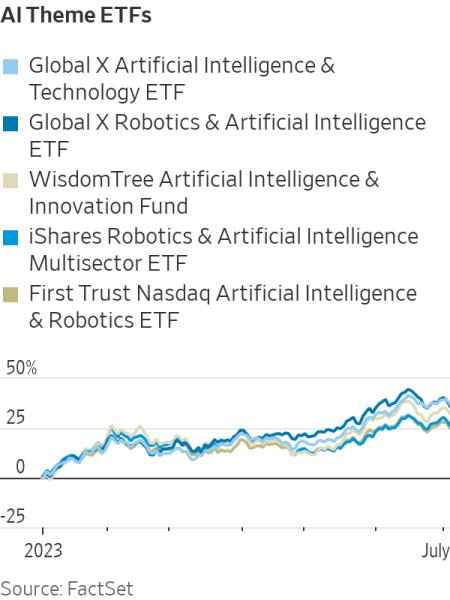 AI Theme ETFs
Global X Artificial Intelligence &
Technology ETF
Global X Robotics & Artificial Intelligence
ETF
WisdomTree Artificial Intelligence &
Innovation Fund
iShares Robotics & Artificial Intelligence
Multisector ETF
First Trust Nasdaq Artificial Intelligence
& Robotics ETF
50%
25
0
-25
2023 July
Source: FactSet